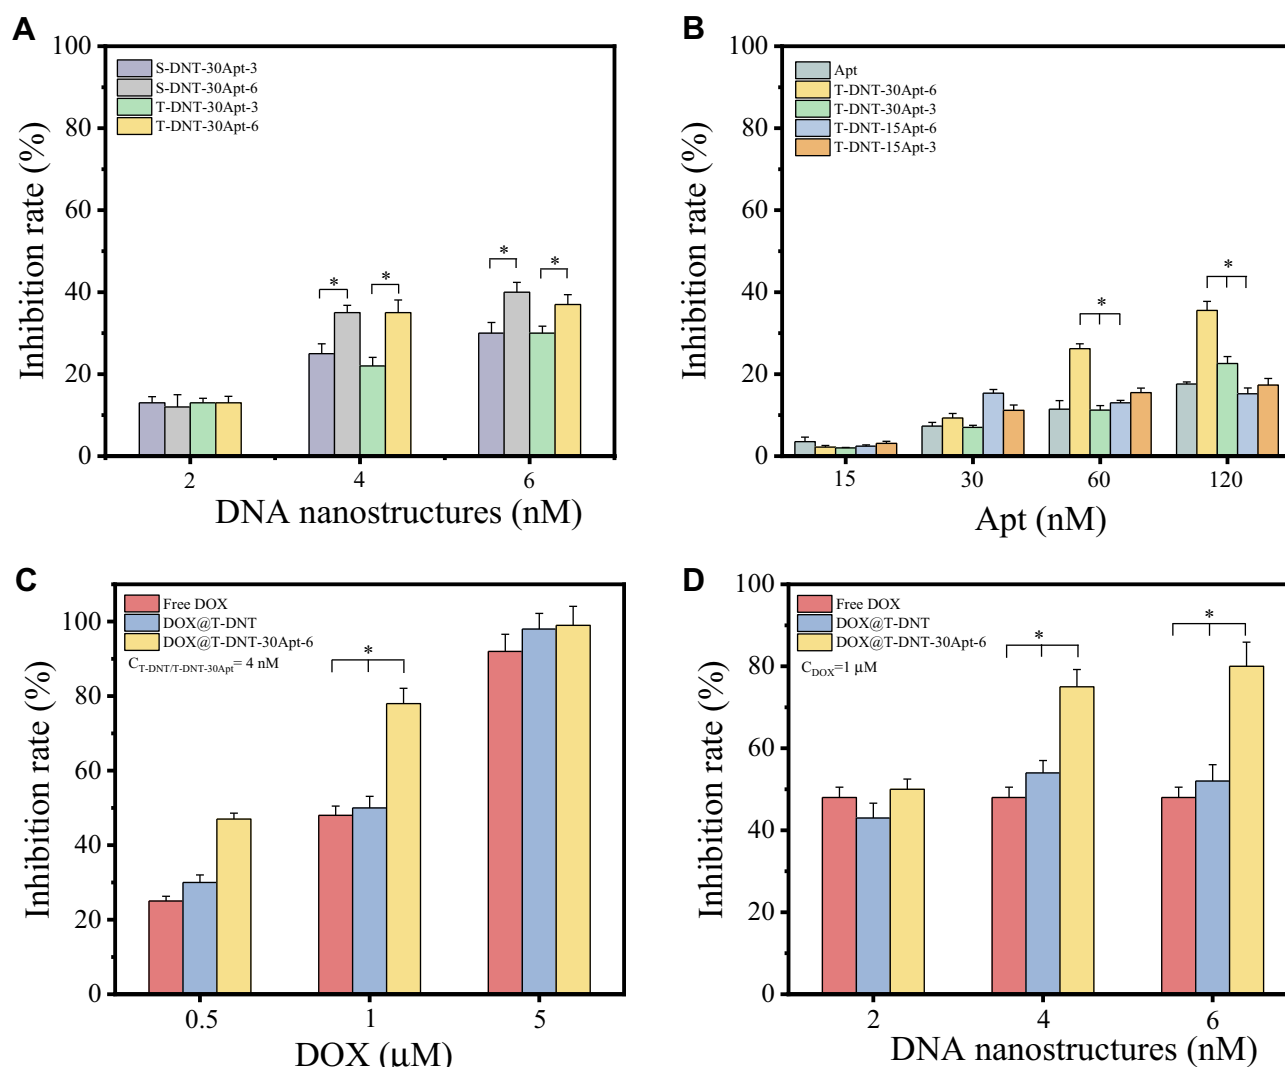 A
100
80
60
40
20
0
Inhibition rate (%)
S-DNT-30Apt-3
S-DNT-30Apt-6
T-DNT-30Apt-3
T-DNT-30Apt-6
*
*
*
*
2 4 6
DNA nanostructures (nM)
B
100
80
60
40
20
0
Inhibition rate (%)
Apt
T-DNT-30Apt-6
T-DNT-30Apt-3
T-DNT-15Apt-6
T-DNT-15Apt-3
*
*
15 30 60 120
Apt (nM)
C
100
80
60
40
20
0
Inhibition rate (%)
Free DOX
DOX@T-DNT
DOX@T-DNT-30Apt-6
C_T-DNT/T-DNT-30Apt= 4 nM
*
0.5 1 5
DOX (μM)
D
100
80
60
40
20
0
Inhibition rate (%)
Free DOX
DOX@T-DNT
DOX@T-DNT-30Apt-6
C_DOX=1 μM
*
*
2 4 6
DNA nanostructures (nM)